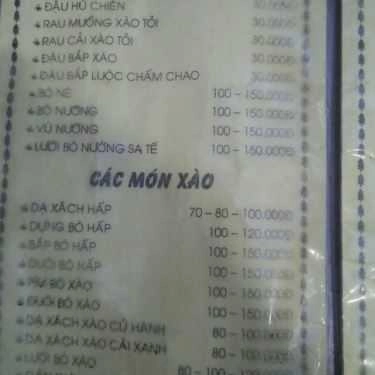 ĐẬU HŨ CHIÊN 30.000Đ
RAU MUỐNG XÀO TỎI 30.000Đ
RAU CẢI XÀO TỎI 30.000Đ
ĐẬU BẮP XÀO 30.000Đ
ĐẬU BẮP LUỘC CHẤM CHAO 30.000Đ
BÒ NÉ 100 – 150.000Đ
BÒ NƯỚNG 100 – 150.000Đ
VÚ NƯỚNG 100 – 150.000Đ
LƯỠI BÒ NƯỚNG SA TẾ 100 – 150.000Đ
CÁC MÓN XÀO
DẠ XÁCH HẤP 70 – 80 – 100.000Đ
DỰNG BÒ HẤP 100 – 120.000Đ
BẮP BÒ HẤP 100 – 150.000Đ
ĐUÔI BÒ HẤP 100 – 150.000Đ
BÒ XÀO 100 – 150.000Đ
ĐUÔI BÒ XÀO 100 – 150.000Đ
DẠ XÁCH XÀO CỦ HÀNH 80 – 100.000Đ
DẠ XÁCH XÀO CẢI XANH 80 – 100.000Đ
LƯỠI BÒ XÀO 80 – 100.000Đ